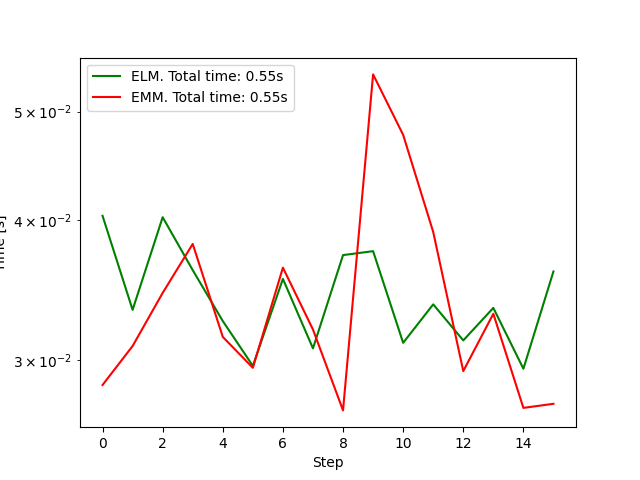 ELM. Total time: 0.55s
EMM. Total time: 0.55s
5 × 10⁻²
4 × 10⁻²
3 × 10⁻²
Time [s]
0 2 4 6 8 10 12 14
Step